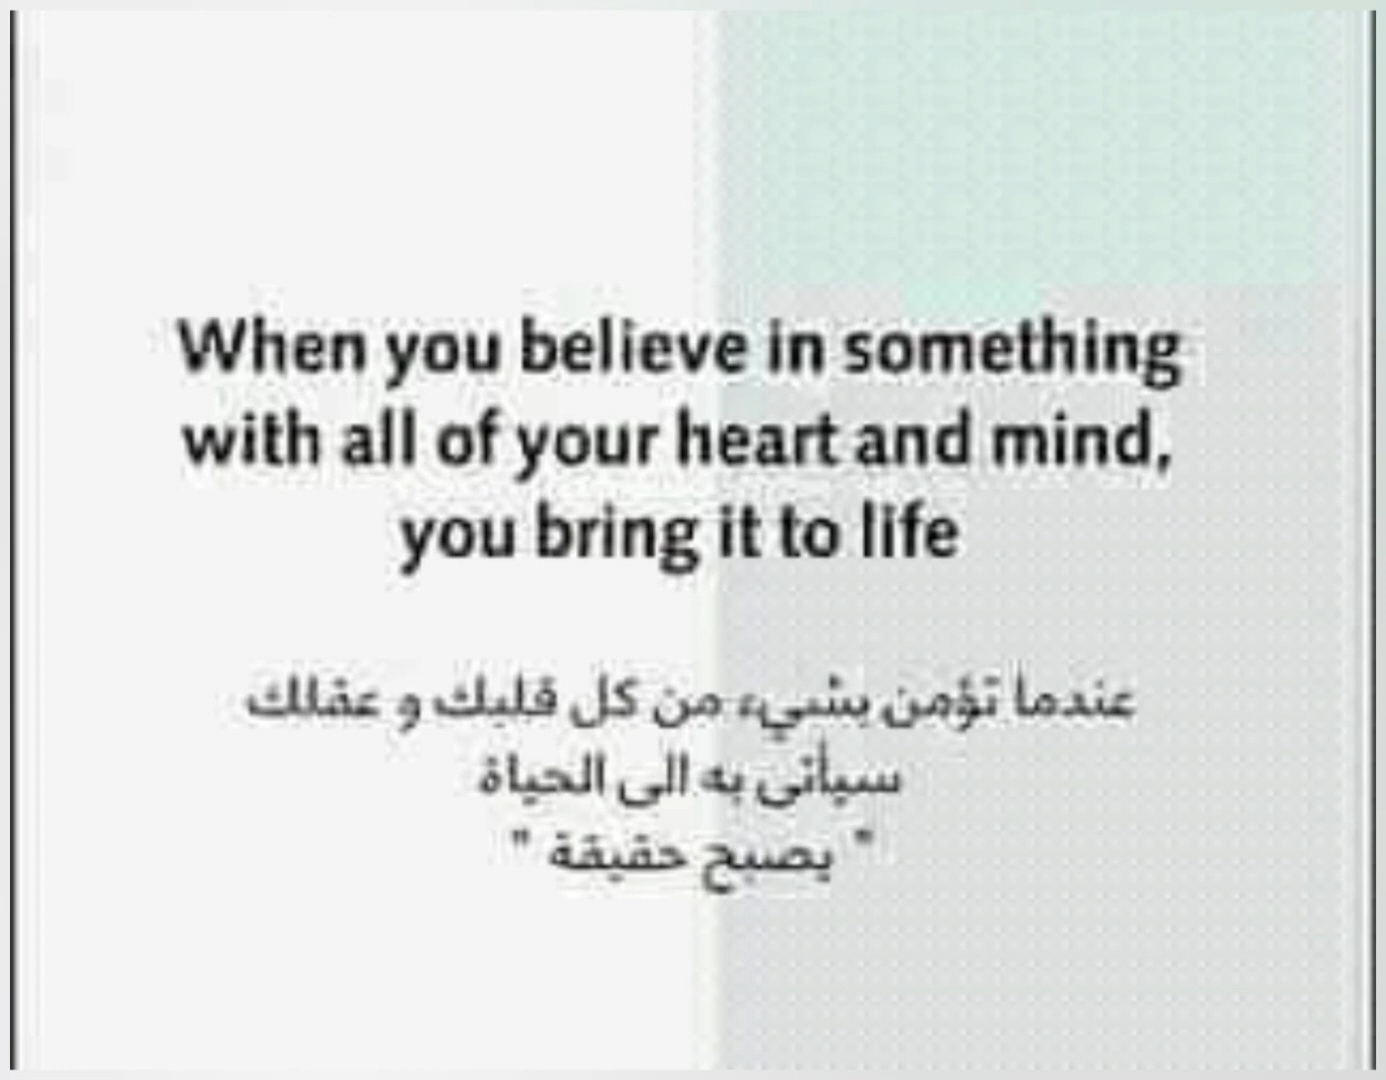 When you believe in something
with all of your heart and mind,
you bring it to life
عندما تؤمن بشيء من كل قلبك و عقلك
سيأتى به الى الحياة
" يصبح حقيقة "